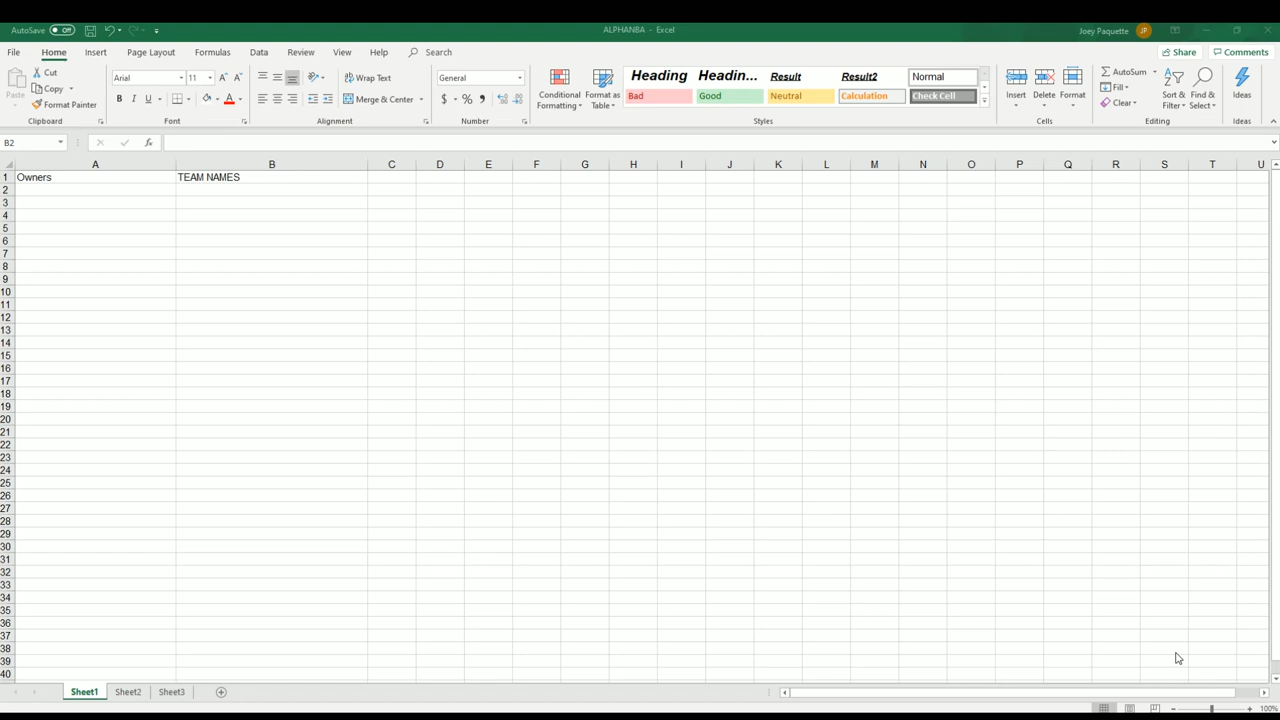 AutoSave Off ALPHANBA - Excel Joey Paquette JP
File Home Insert Page Layout Formulas Data Review View Help Search Share Comments
Paste Cut Copy Format Painter Clipboard
Arial 11 B I U A Font
Wrap Text Merge & Center Alignment
General $ % , Number
Conditional Formatting Format as Table
Heading Headin... Result Result2 Normal
Bad Good Neutral Calculation Check Cell
Styles
Insert Delete Format Cells
AutoSum Fill Clear Sort & Filter Find & Select Editing
Ideas Ideas
B2 fx
A B C D E F G H I J K L M N O P Q R S T U
1 Owners TEAM NAMES
2
3
4
5
6
7
8
9
10
11
12
13
14
15
16
17
18
19
20
21
22
23
24
25
26
27
28
29
30
31
32
33
34
35
36
37
38
39
40
Sheet1 Sheet2 Sheet3
100%